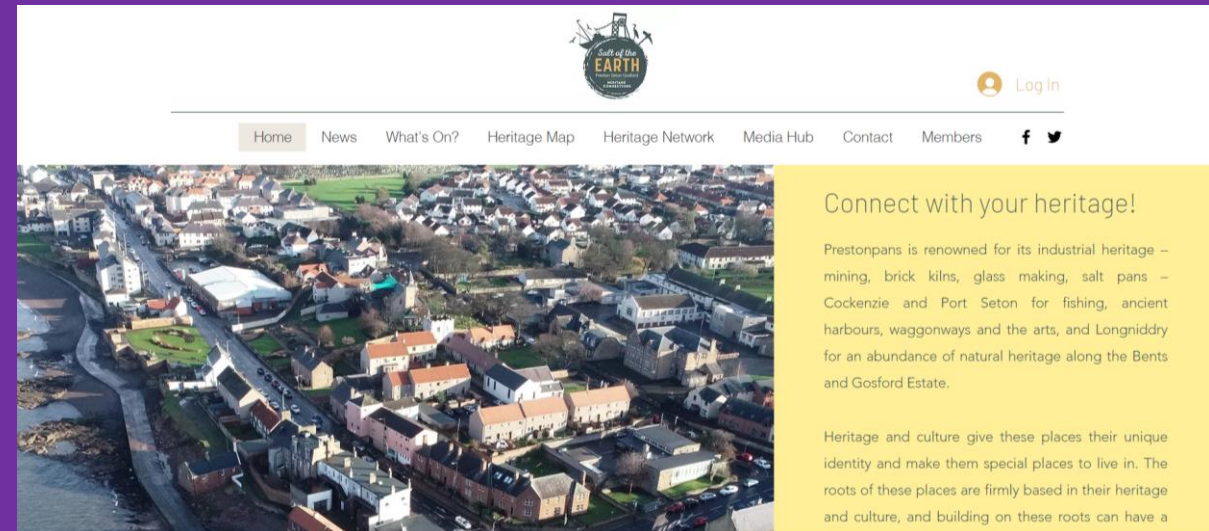 Salt of the
EARTH
Preston Seton Gosford
HERITAGE
CONNECTIONS
Log In
Home News What's On? Heritage Map Heritage Network Media Hub Contact Members
Connect with your heritage!
Prestonpans is renowned for its industrial heritage –
mining, brick kilns, glass making, salt pans –
Cockenzie and Port Seton for fishing, ancient
harbours, waggonways and the arts, and Longniddry
for an abundance of natural heritage along the Bents
and Gosford Estate.
Heritage and culture give these places their unique
identity and make them special places to live in. The
roots of these places are firmly based in their heritage
and culture, and building on these roots can have a